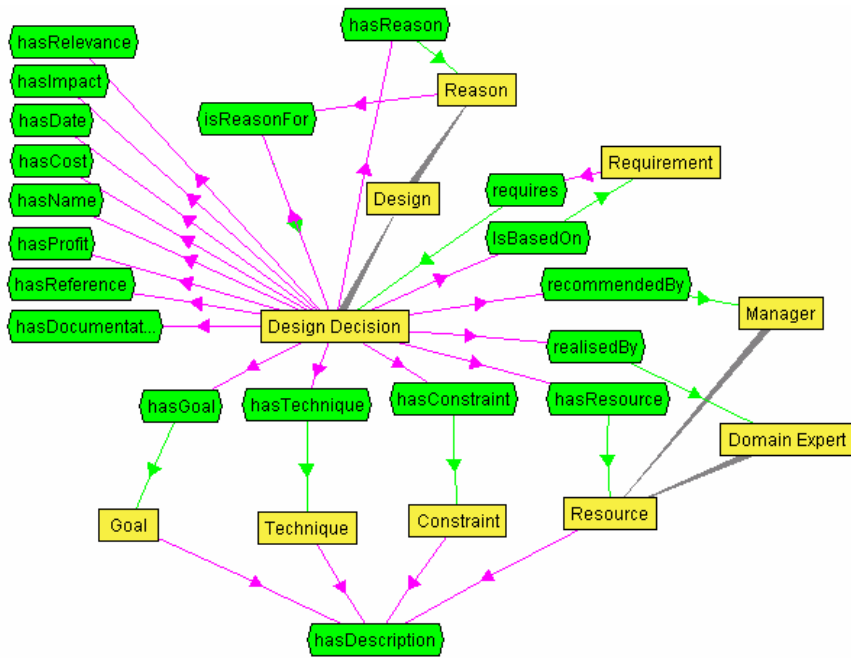 hasReason
hasRelevance
hasImpact
Reason
hasDate
isReasonFor
hasCost
Requirement
requires
hasName
Design
IsBasedOn
hasProfit
hasReference
recommendedBy
Manager
hasDocumentat...
Design Decision
realisedBy
hasGoal
hasTechnique
hasConstraint
hasResource
Domain Expert
Goal
Technique
Constraint
Resource
hasDescription